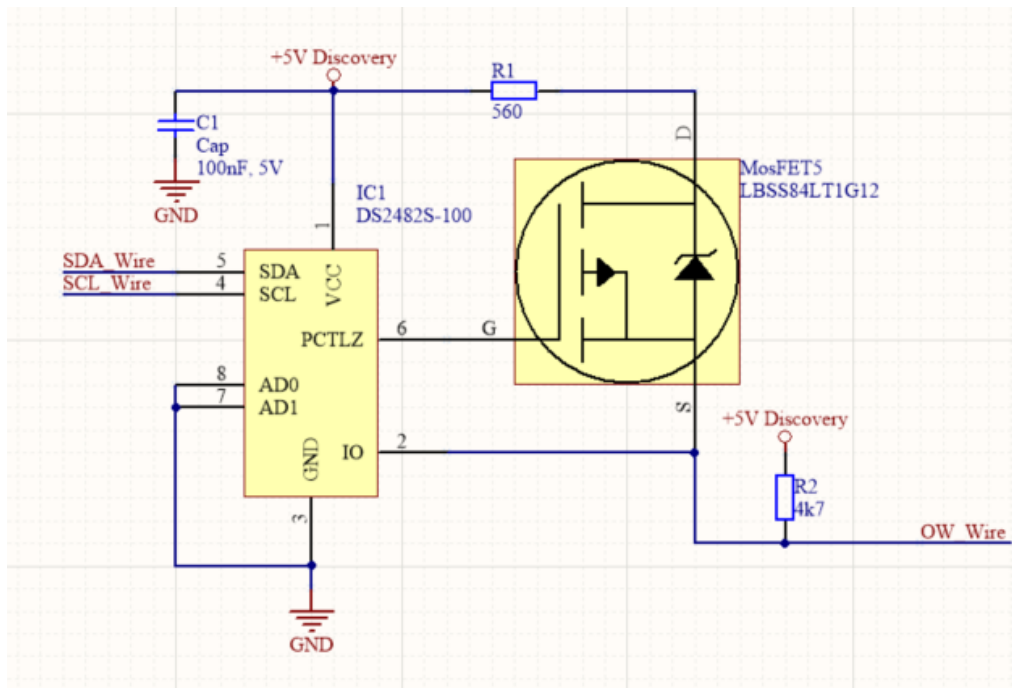 +5V Discovery
R1
560
C1
Cap
100nF, 5V
GND
D
MosFET5
LBSS84LT1G12
IC1
DS2482S-100
1
VCC
SDA_Wire
5
SDA
SCL_Wire
4
SCL
PCTLZ
6
G
8
AD0
7
AD1
S
+5V Discovery
GND
IO
2
R2
4k7
3
OW_Wire
GND